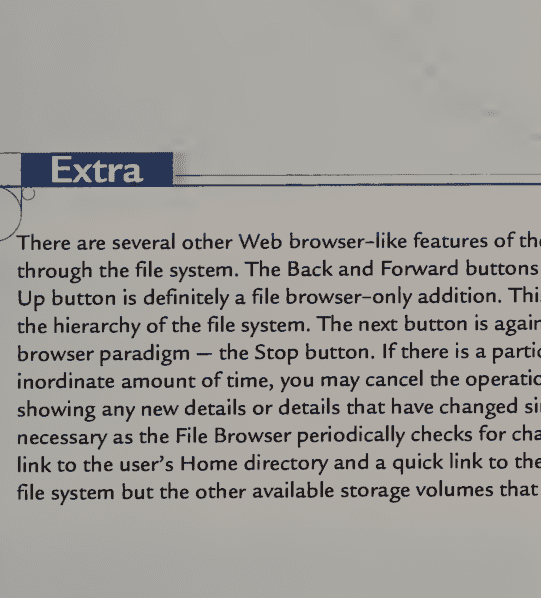 Extra
There are several other Web browser-like features of the
through the file system. The Back and Forward buttons
Up button is definitely a file browser-only addition. This
the hierarchy of the file system. The next button is again
browser paradigm — the Stop button. If there is a partic
inordinate amount of time, you may cancel the operatio
showing any new details or details that have changed si
necessary as the File Browser periodically checks for cha
link to the user's Home directory and a quick link to the
file system but the other available storage volumes that